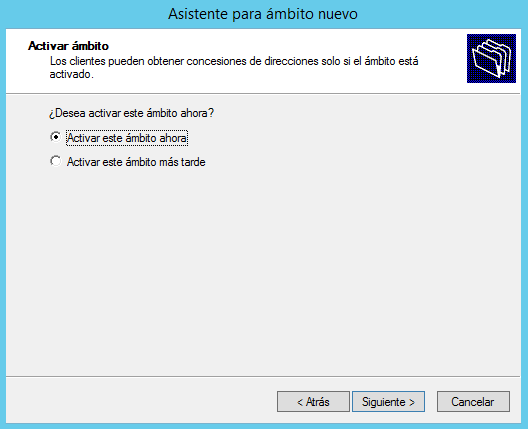 Asistente para ámbito nuevo
Activar ámbito
Los clientes pueden obtener concesiones de direcciones solo si el ámbito está
activado.
¿Desea activar este ámbito ahora?
Activar este ámbito ahora
Activar este ámbito más tarde
< Atrás
Siguiente >
Cancelar